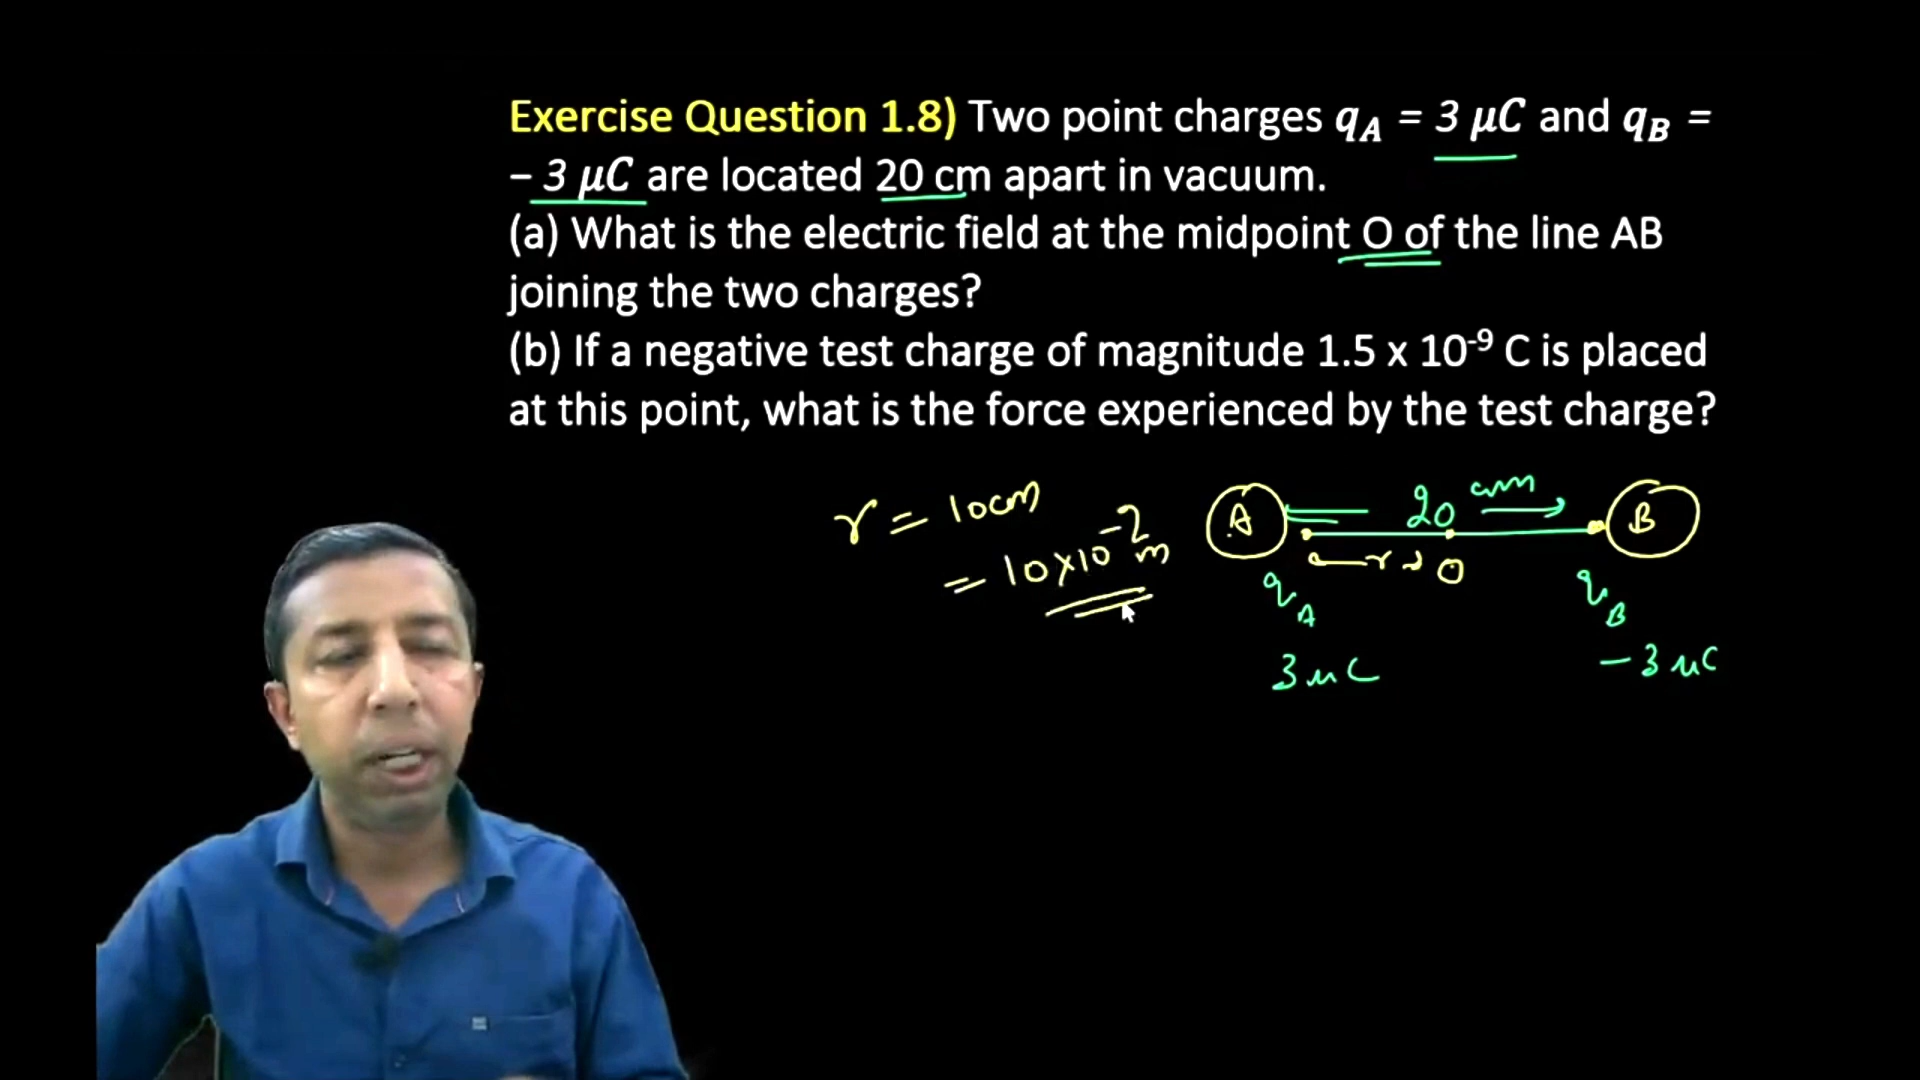 Exercise Question 1.8) Two point charges qA = 3 μC and qB =
– 3 μC are located 20 cm apart in vacuum.
(a) What is the electric field at the midpoint O of the line AB
joining the two charges?
(b) If a negative test charge of magnitude 1.5 x 10⁻⁹ C is placed
at this point, what is the force experienced by the test charge?
r = 10cm
= 10×10⁻² m
A 20 cm B
r O
qA qB
3 μC – 3 μC